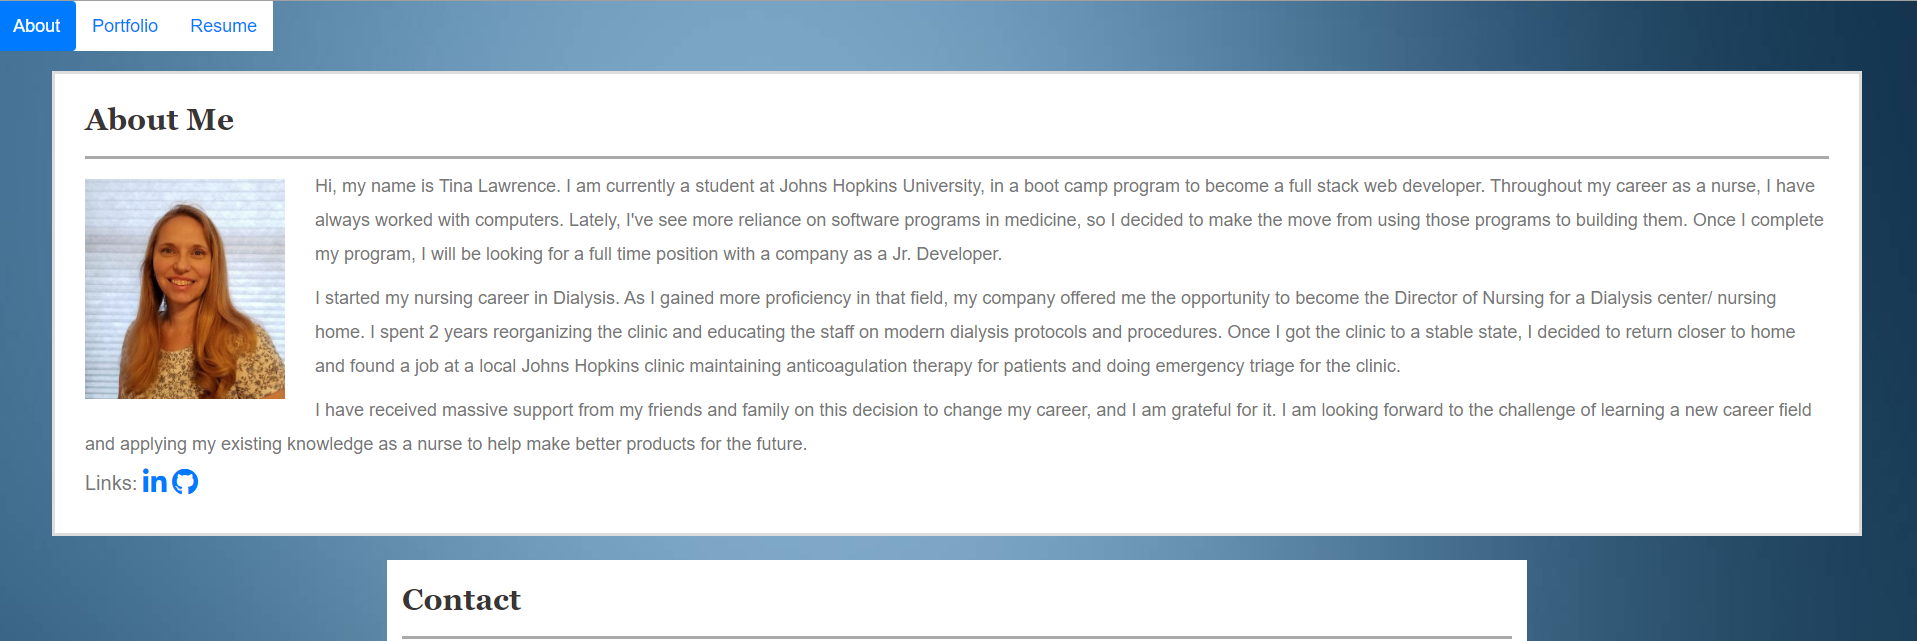 About Portfolio Resume
About Me
Hi, my name is Tina Lawrence. I am currently a student at Johns Hopkins University, in a boot camp program to become a full stack web developer. Throughout my career as a nurse, I have
always worked with computers. Lately, I've see more reliance on software programs in medicine, so I decided to make the move from using those programs to building them. Once I complete
my program, I will be looking for a full time position with a company as a Jr. Developer.
I started my nursing career in Dialysis. As I gained more proficiency in that field, my company offered me the opportunity to become the Director of Nursing for a Dialysis center/ nursing
home. I spent 2 years reorganizing the clinic and educating the staff on modern dialysis protocols and procedures. Once I got the clinic to a stable state, I decided to return closer to home
and found a job at a local Johns Hopkins clinic maintaining anticoagulation therapy for patients and doing emergency triage for the clinic.
I have received massive support from my friends and family on this decision to change my career, and I am grateful for it. I am looking forward to the challenge of learning a new career field
and applying my existing knowledge as a nurse to help make better products for the future.
Links: in
Contact